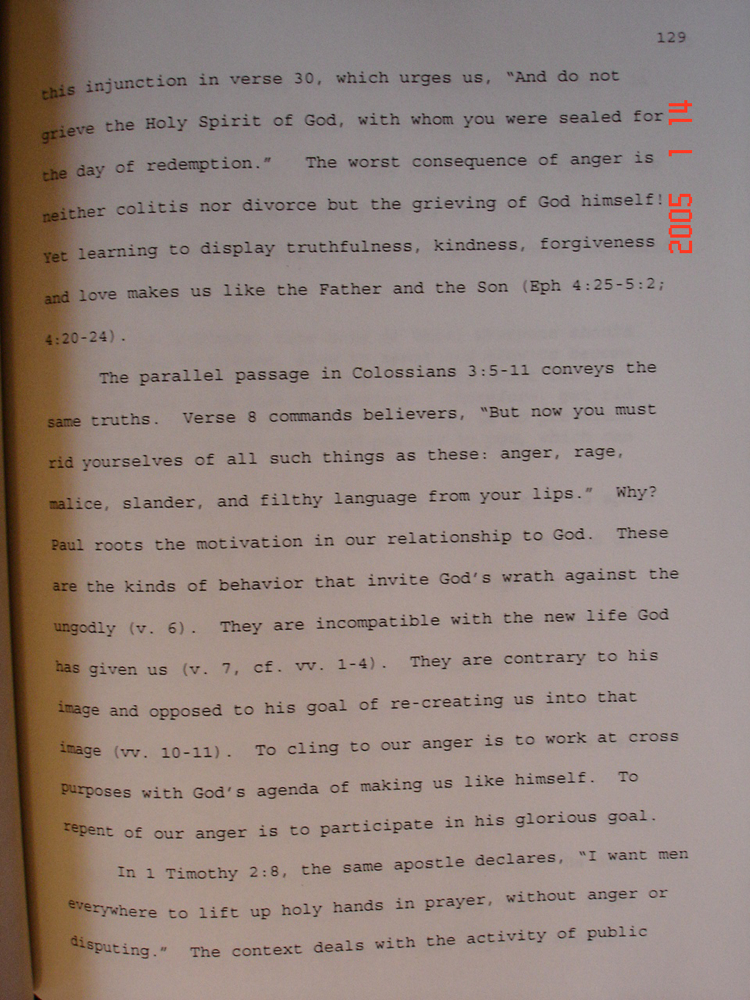 129
this injunction in verse 30, which urges us, “And do not
grieve the Holy Spirit of God, with whom you were sealed for
the day of redemption.”   The worst consequence of anger is
neither colitis nor divorce but the grieving of God himself!
Yet learning to display truthfulness, kindness, forgiveness
and love makes us like the Father and the Son (Eph 4:25-5:2;
4:20-24).
The parallel passage in Colossians 3:5-11 conveys the
same truths.  Verse 8 commands believers, “But now you must
rid yourselves of all such things as these: anger, rage,
malice, slander, and filthy language from your lips.”  Why?
Paul roots the motivation in our relationship to God.  These
are the kinds of behavior that invite God’s wrath against the
ungodly (v. 6).  They are incompatible with the new life God
has given us (v. 7, cf. vv. 1-4).  They are contrary to his
image and opposed to his goal of re-creating us into that
image (vv. 10-11).  To cling to our anger is to work at cross
purposes with God’s agenda of making us like himself.  To
repent of our anger is to participate in his glorious goal.
In 1 Timothy 2:8, the same apostle declares, “I want men
everywhere to lift up holy hands in prayer, without anger or
disputing.”  The context deals with the activity of public
2005 1 14